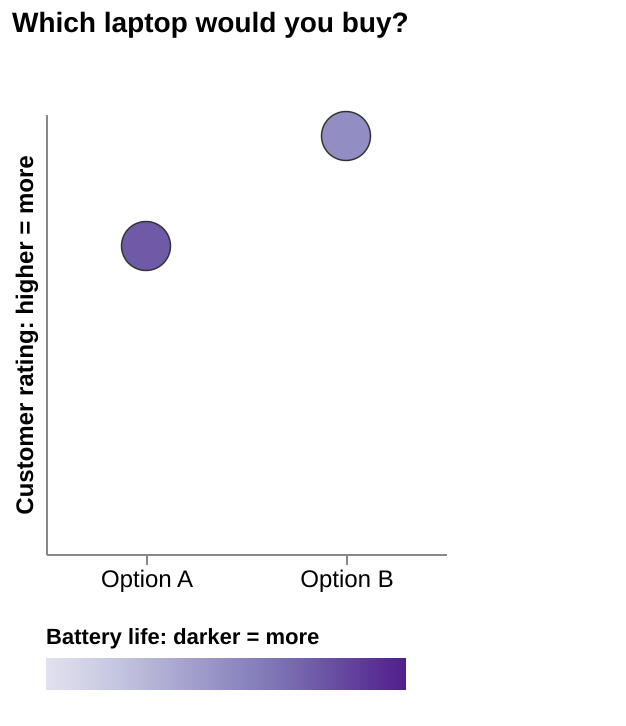 Which laptop would you buy?
Customer rating: higher = more
Option A
Option B
Battery life: darker = more